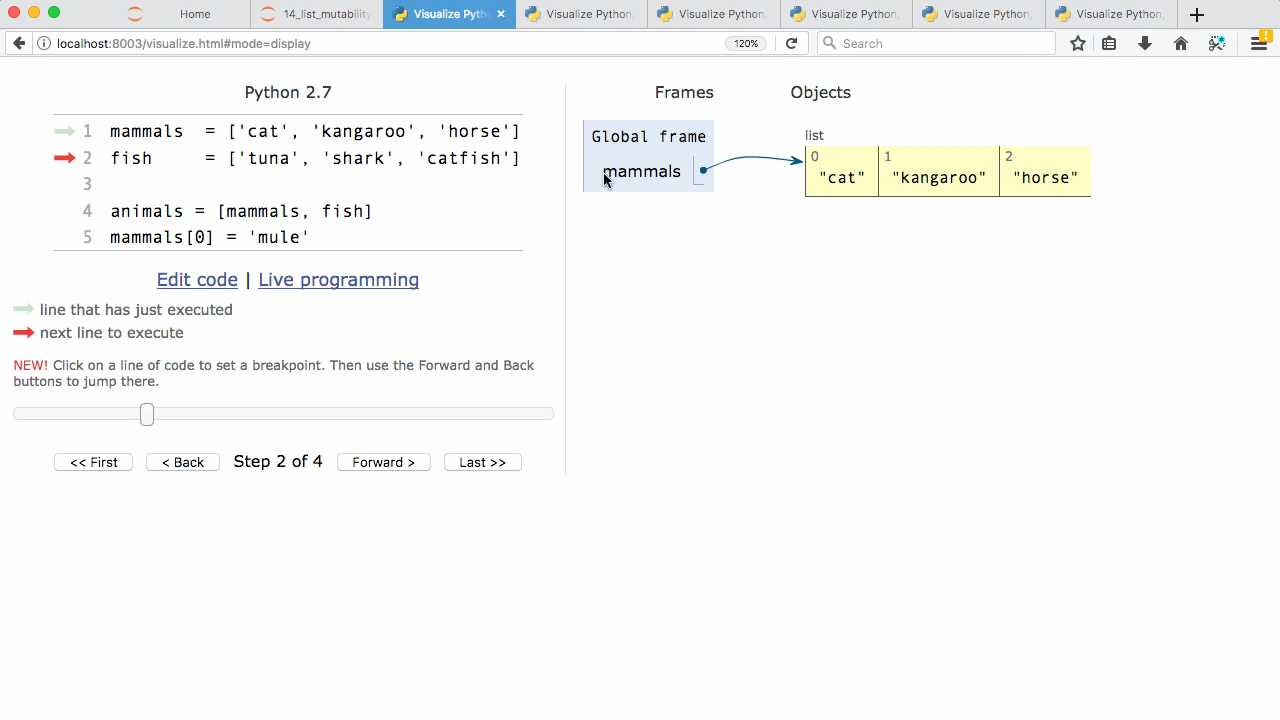 Home
14_list_mutability
Visualize Pyth
Visualize Python,
Visualize Python,
Visualize Python,
Visualize Python,
Visualize Python,
localhost:8003/visualize.html#mode=display
120%
Search
Python 2.7
1 mammals = ['cat', 'kangaroo', 'horse']
2 fish = ['tuna', 'shark', 'catfish']
3
4 animals = [mammals, fish]
5 mammals[0] = 'mule'
Edit code | Live programming
line that has just executed
next line to execute
NEW! Click on a line of code to set a breakpoint. Then use the Forward and Back
buttons to jump there.
<< First
< Back
Step 2 of 4
Forward >
Last >>
Frames
Objects
Global frame
mammals
list
0
1
2
"cat"
"kangaroo"
"horse"